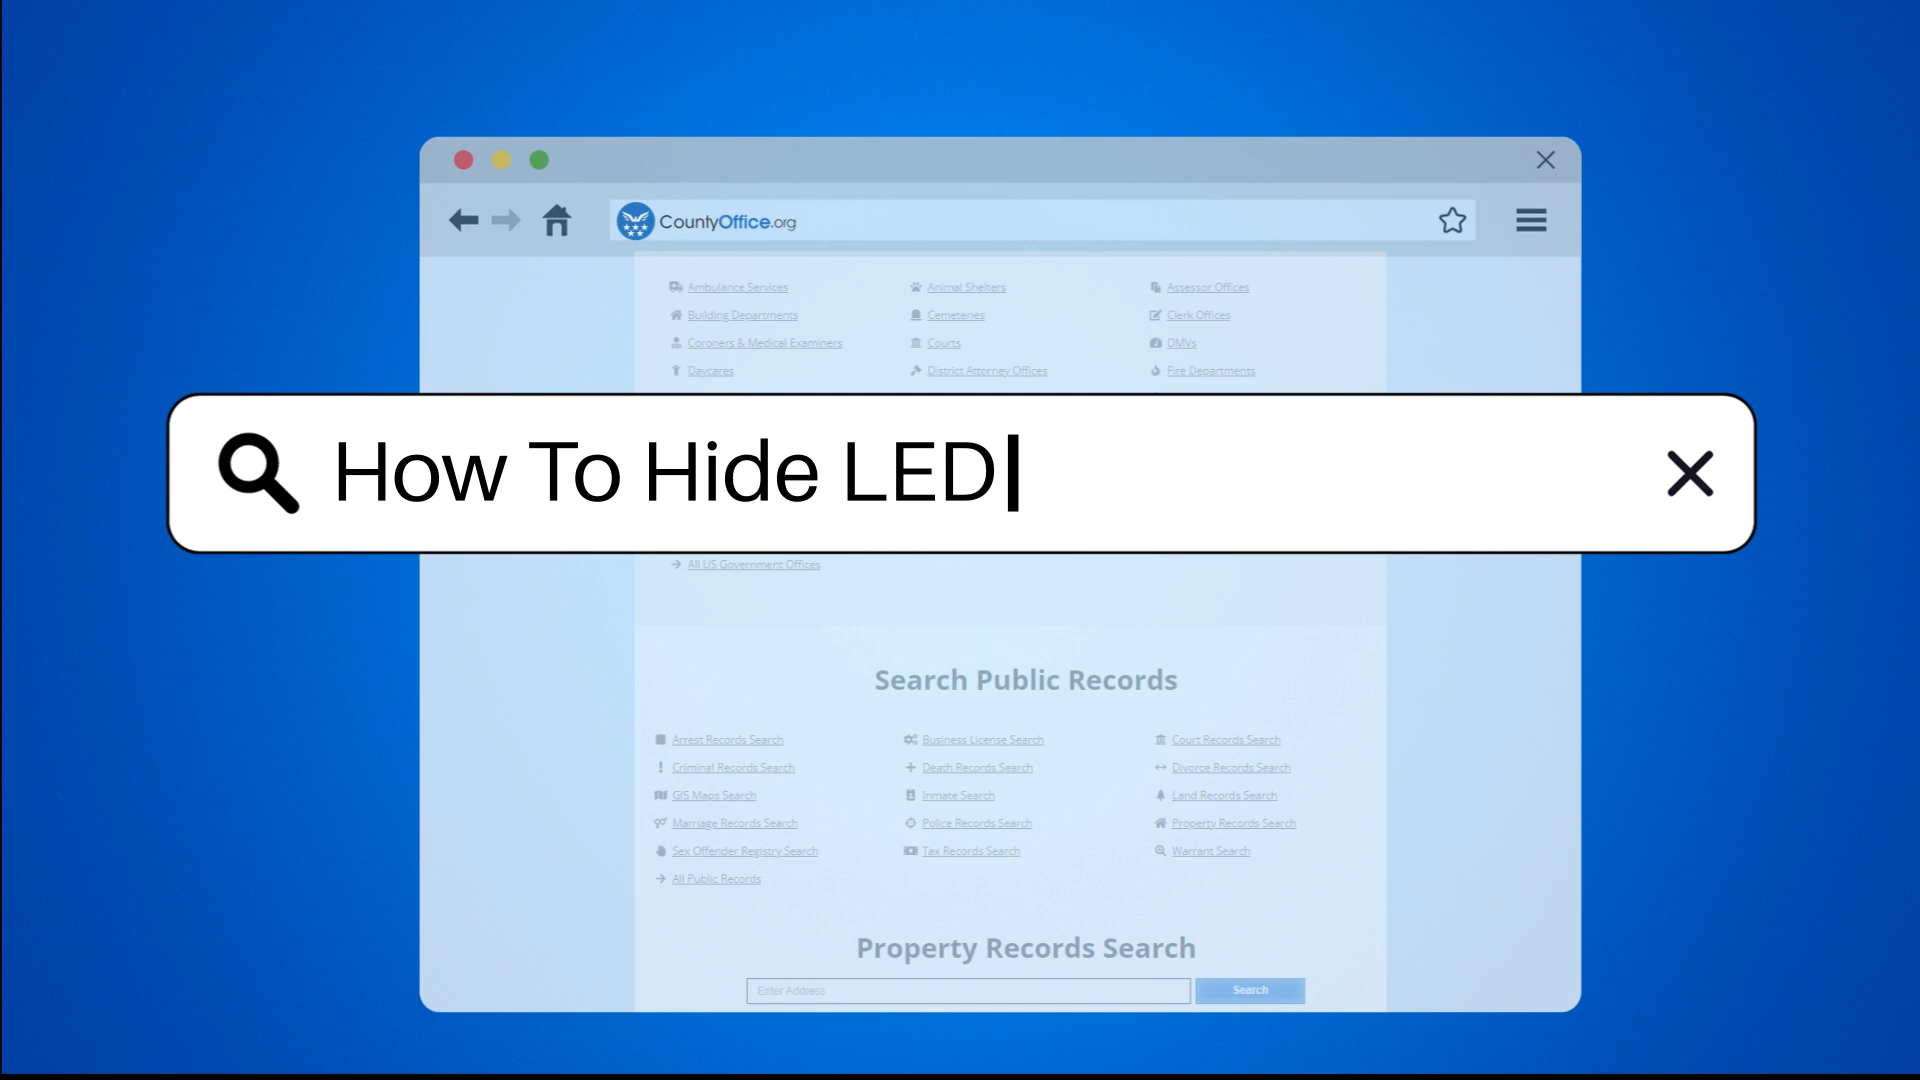 CountyOffice.org
Ambulance Services Animal Shelters Assessor Offices
Building Departments Cemeteries Clerk Offices
Coroners & Medical Examiners Courts DMVs
Daycares District Attorney Offices Fire Departments
How To Hide LED
All US Government Offices
Search Public Records
Arrest Records Search Business License Search Court Records Search
Criminal Records Search Death Records Search Divorce Records Search
GIS Maps Search Inmate Search Land Records Search
Marriage Records Search Police Records Search Property Records Search
Sex Offender Registry Search Tax Records Search Warrant Search
All Public Records
Property Records Search
Enter Address Search